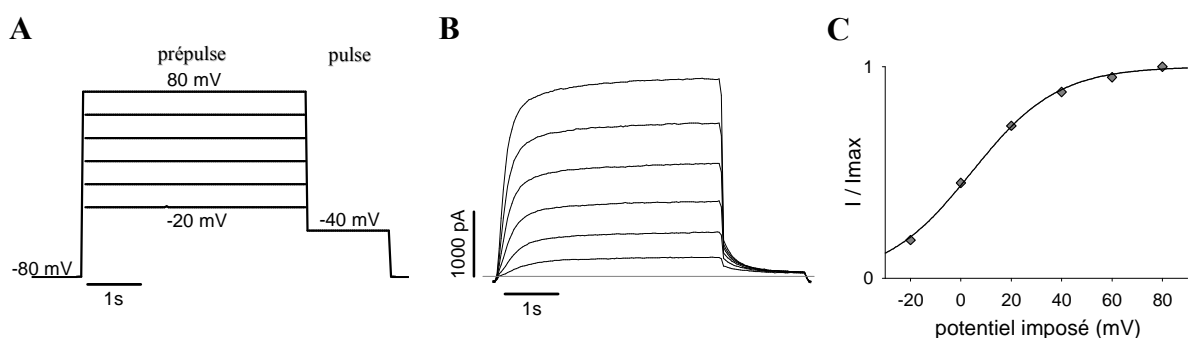 A
prépulse
pulse
80 mV
-20 mV
-40 mV
-80 mV
1s
B
1000 pA
1s
C
I / Imax
1
0
-20 0 20 40 60 80
potentiel imposé (mV)